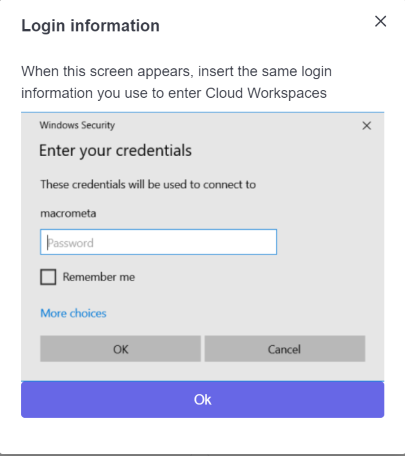 Login information
When this screen appears, insert the same login
information you use to enter Cloud Workspaces
Windows Security
Enter your credentials
These credentials will be used to connect to
macrometa
Password
Remember me
More choices
OK Cancel
Ok